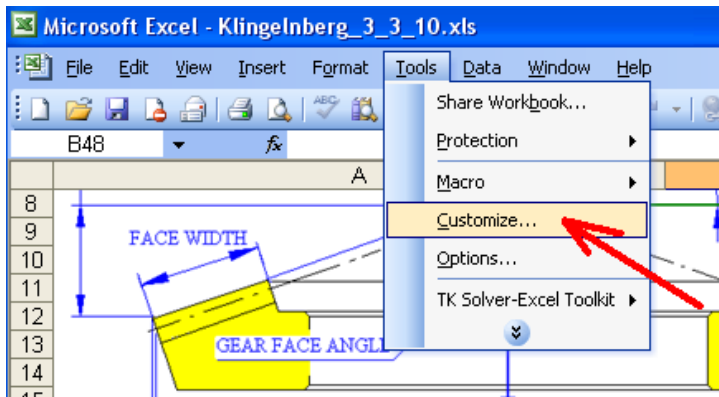 Microsoft Excel - Klingelnberg_3_3_10.xls
File Edit View Insert Format Tools Data Window Help
ABC
Share Workbook...
B48 fx
Protection
A
Macro
8
Customize...
9
FACE WIDTH
10
Options...
11
TK Solver-Excel Toolkit
12
13
GEAR FACE ANGL
14